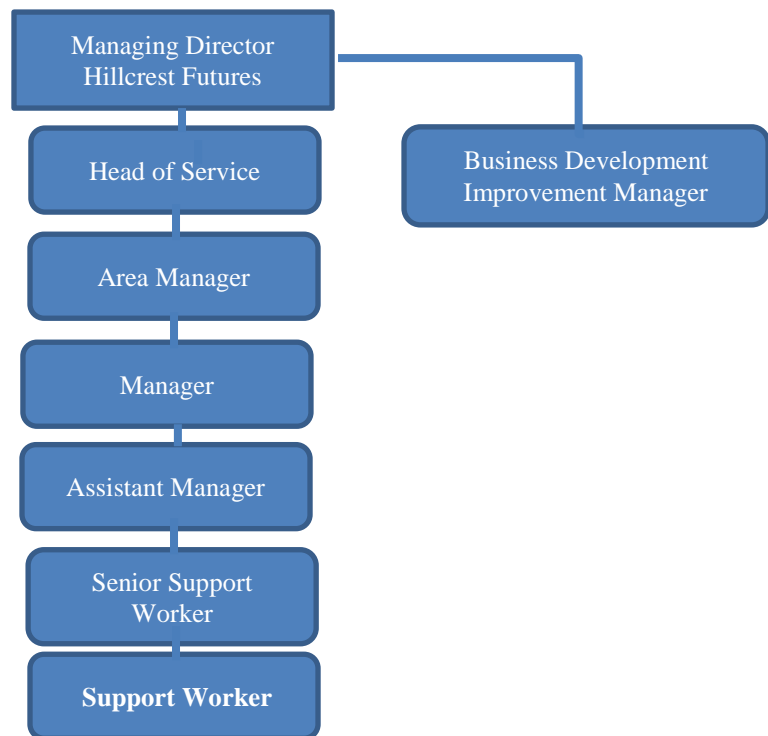 Managing Director
Hillcrest Futures
Head of Service
Business Development
Improvement Manager
Area Manager
Manager
Assistant Manager
Senior Support
Worker
Support Worker